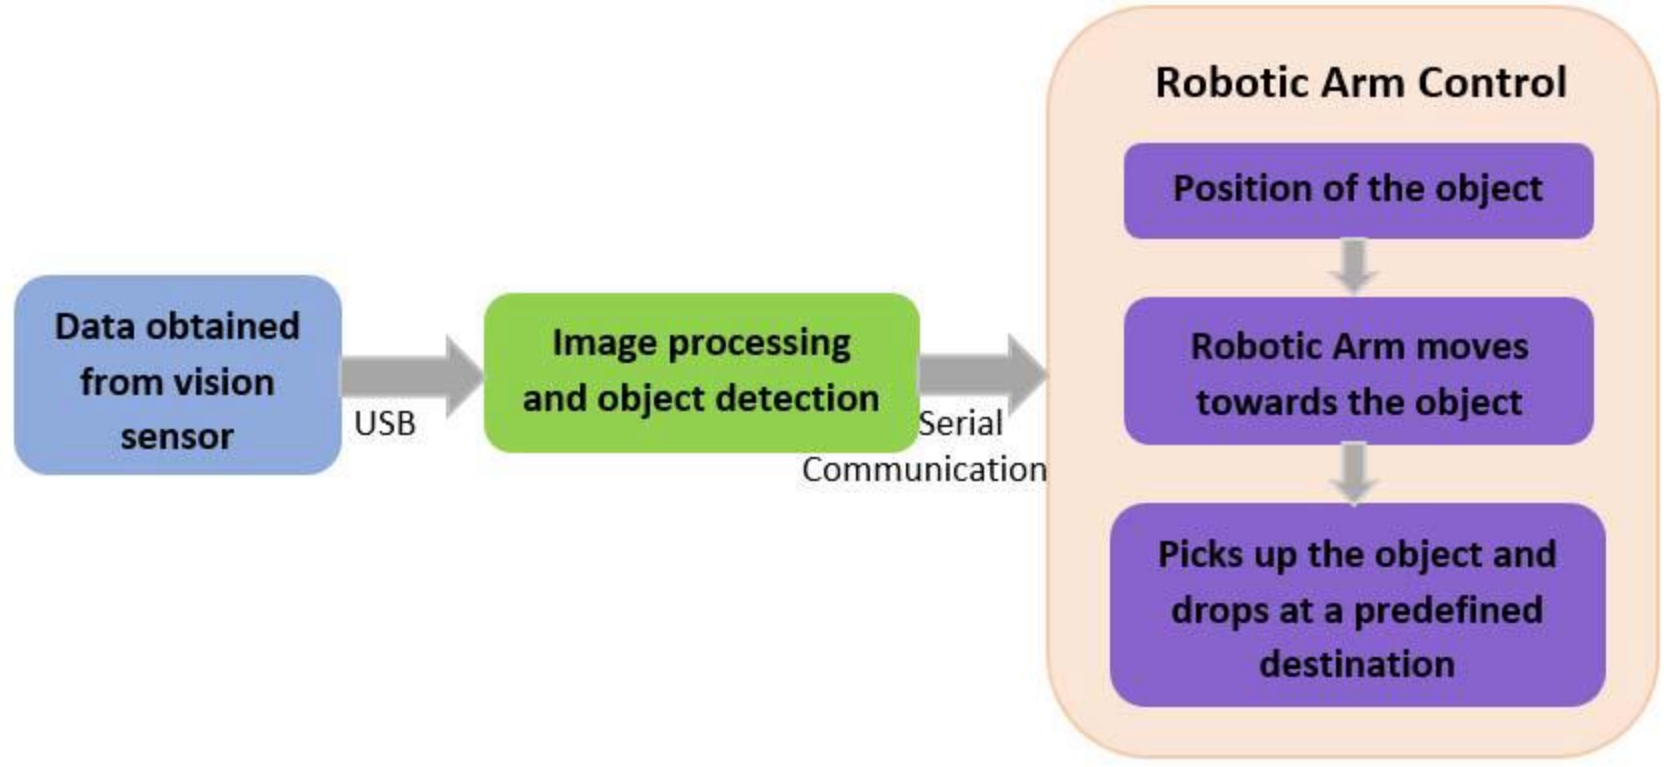 Data obtained
from vision
sensor
USB
Image processing
and object detection
Serial
Communication
Robotic Arm Control
Position of the object
Robotic Arm moves
towards the object
Picks up the object and
drops at a predefined
destination